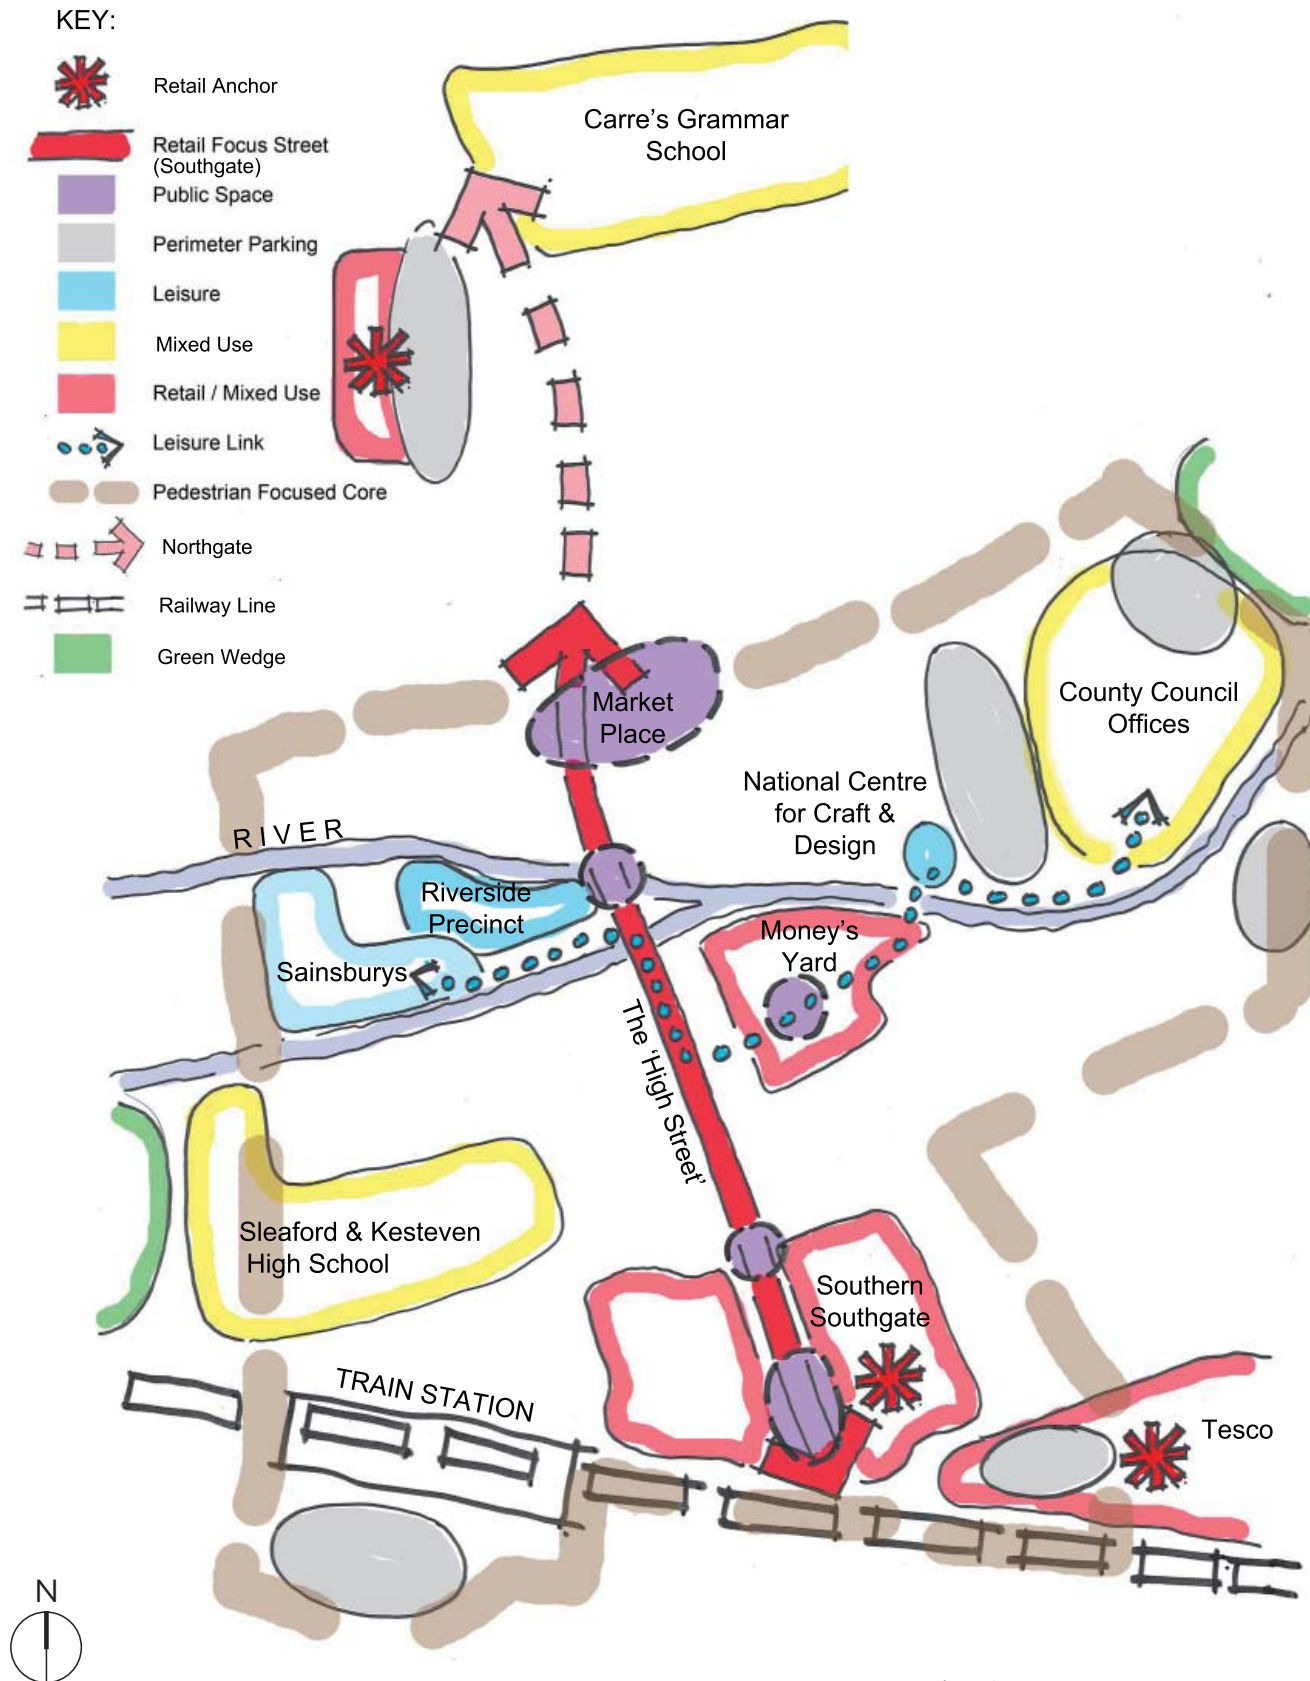 KEY:
Retail Anchor
Retail Focus Street
(Southgate)
Public Space
Perimeter Parking
Leisure
Mixed Use
Retail / Mixed Use
Leisure Link
Pedestrian Focused Core
Northgate
Railway Line
Green Wedge
Carre's Grammar
School
Market
Place
County Council
Offices
National Centre
for Craft &
Design
RIVER
Riverside
Precinct
Sainsburys
Money's
Yard
The 'High Street'
Sleaford & Kesteven
High School
Southern
Southgate
TRAIN STATION
Tesco
N